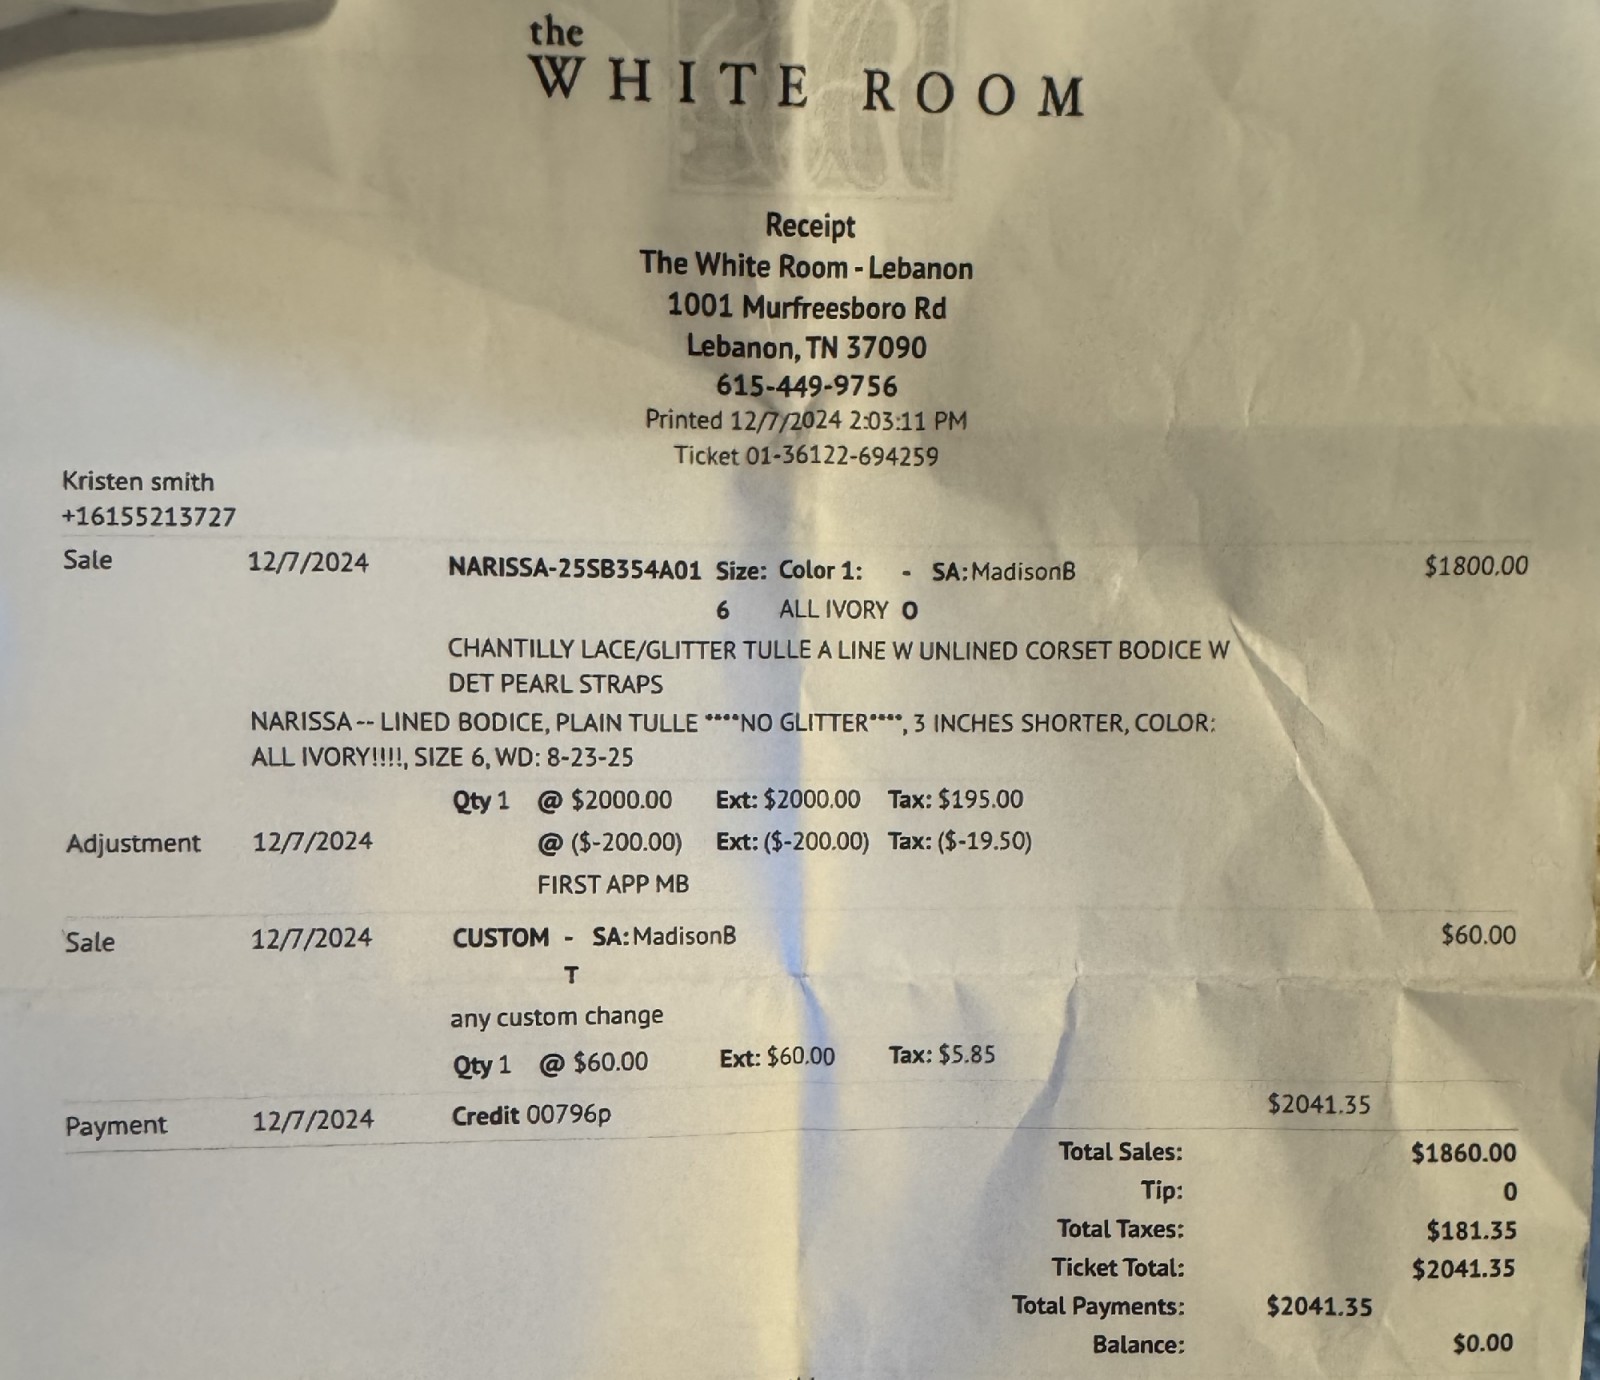 the
WHITE ROOM
Receipt
The White Room - Lebanon
1001 Murfreesboro Rd
Lebanon, TN 37090
615-449-9756
Printed 12/7/2024 2:03:11 PM
Ticket 01-36122-694259
Kristen smith
+16155213727
Sale 12/7/2024 NARISSA-25SB354A01 Size: Color 1: - SA:MadisonB $1800.00
6 ALL IVORY O
CHANTILLY LACE/GLITTER TULLE A LINE W UNLINED CORSET BODICE W
DET PEARL STRAPS
NARISSA -- LINED BODICE, PLAIN TULLE ****NO GLITTER****, 3 INCHES SHORTER, COLOR:
ALL IVORY!!!!, SIZE 6, WD: 8-23-25
Qty 1 @ $2000.00 Ext: $2000.00 Tax: $195.00
Adjustment 12/7/2024 @ ($-200.00) Ext: ($-200.00) Tax: ($-19.50)
FIRST APP MB
Sale 12/7/2024 CUSTOM - SA:MadisonB $60.00
T
any custom change
Qty 1 @ $60.00 Ext: $60.00 Tax: $5.85
Payment 12/7/2024 Credit 00796p $2041.35
Total Sales: $1860.00
Tip: 0
Total Taxes: $181.35
Ticket Total: $2041.35
Total Payments: $2041.35
Balance: $0.00